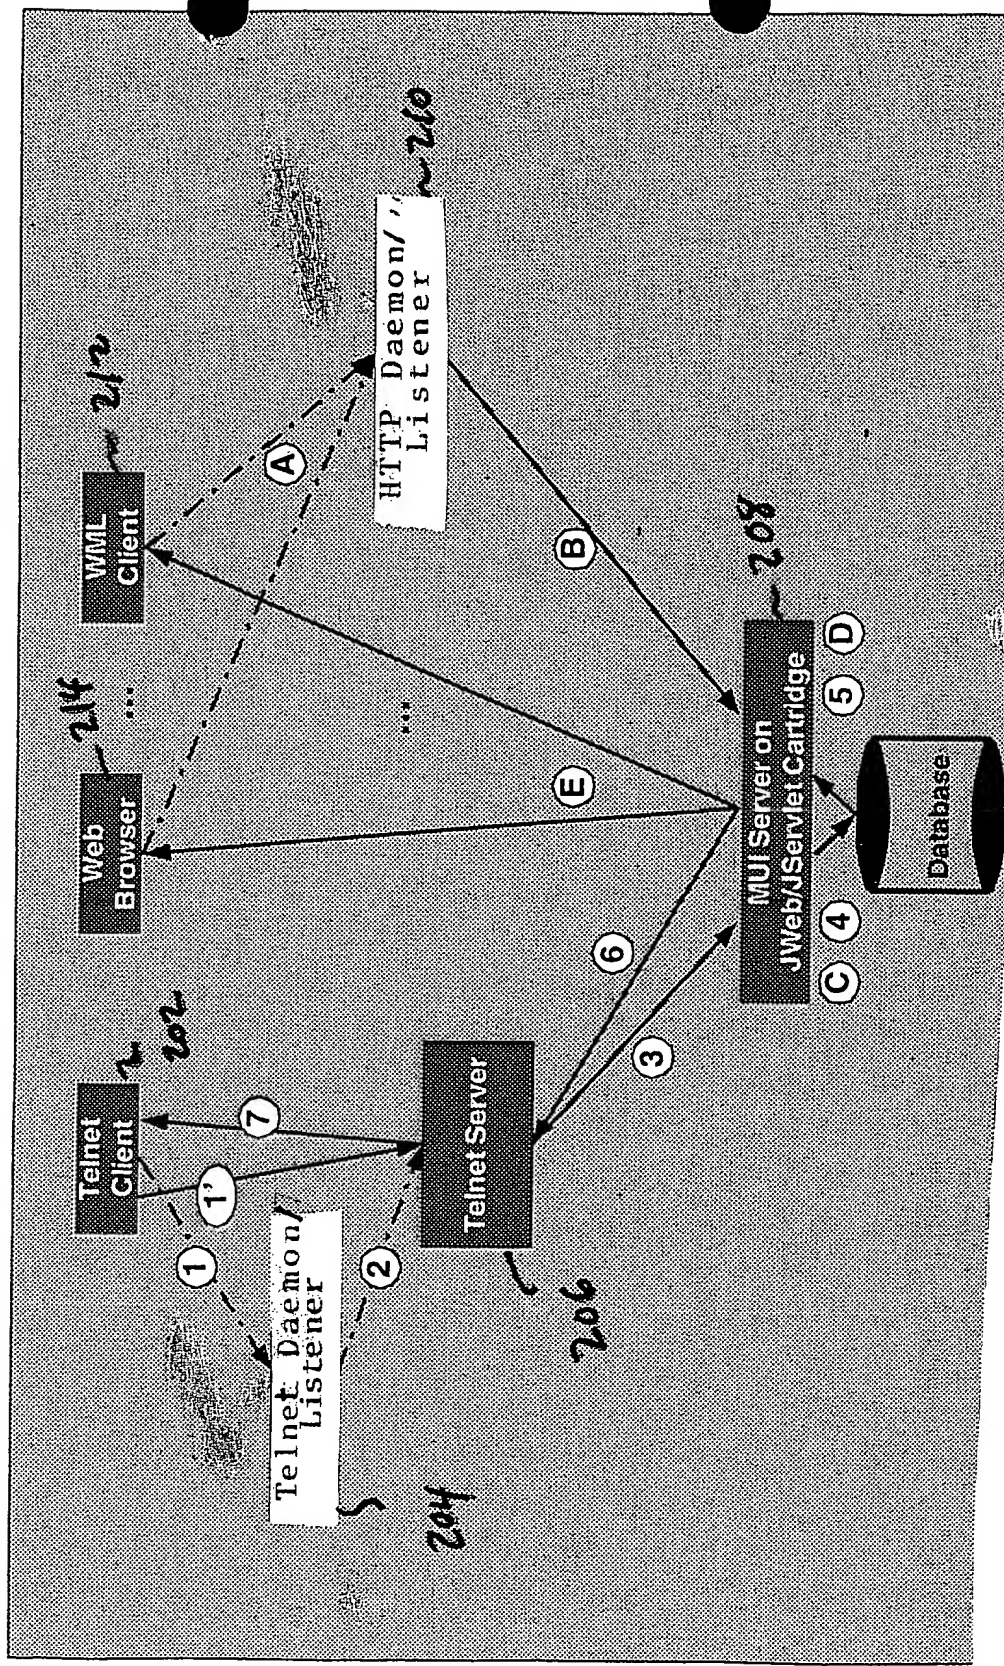 Telnet
Client
202
Web
Browser
214
...
WML
Client
212
1
1'
7
A
Telnet Daemon/
Listener
204
2
Telnet Server
206
HTTP Daemon/
Listener
210
...
6
E
B
3
MUI Server on
JWeb/JServlet Cartridge
208
C
4
5
D
Database